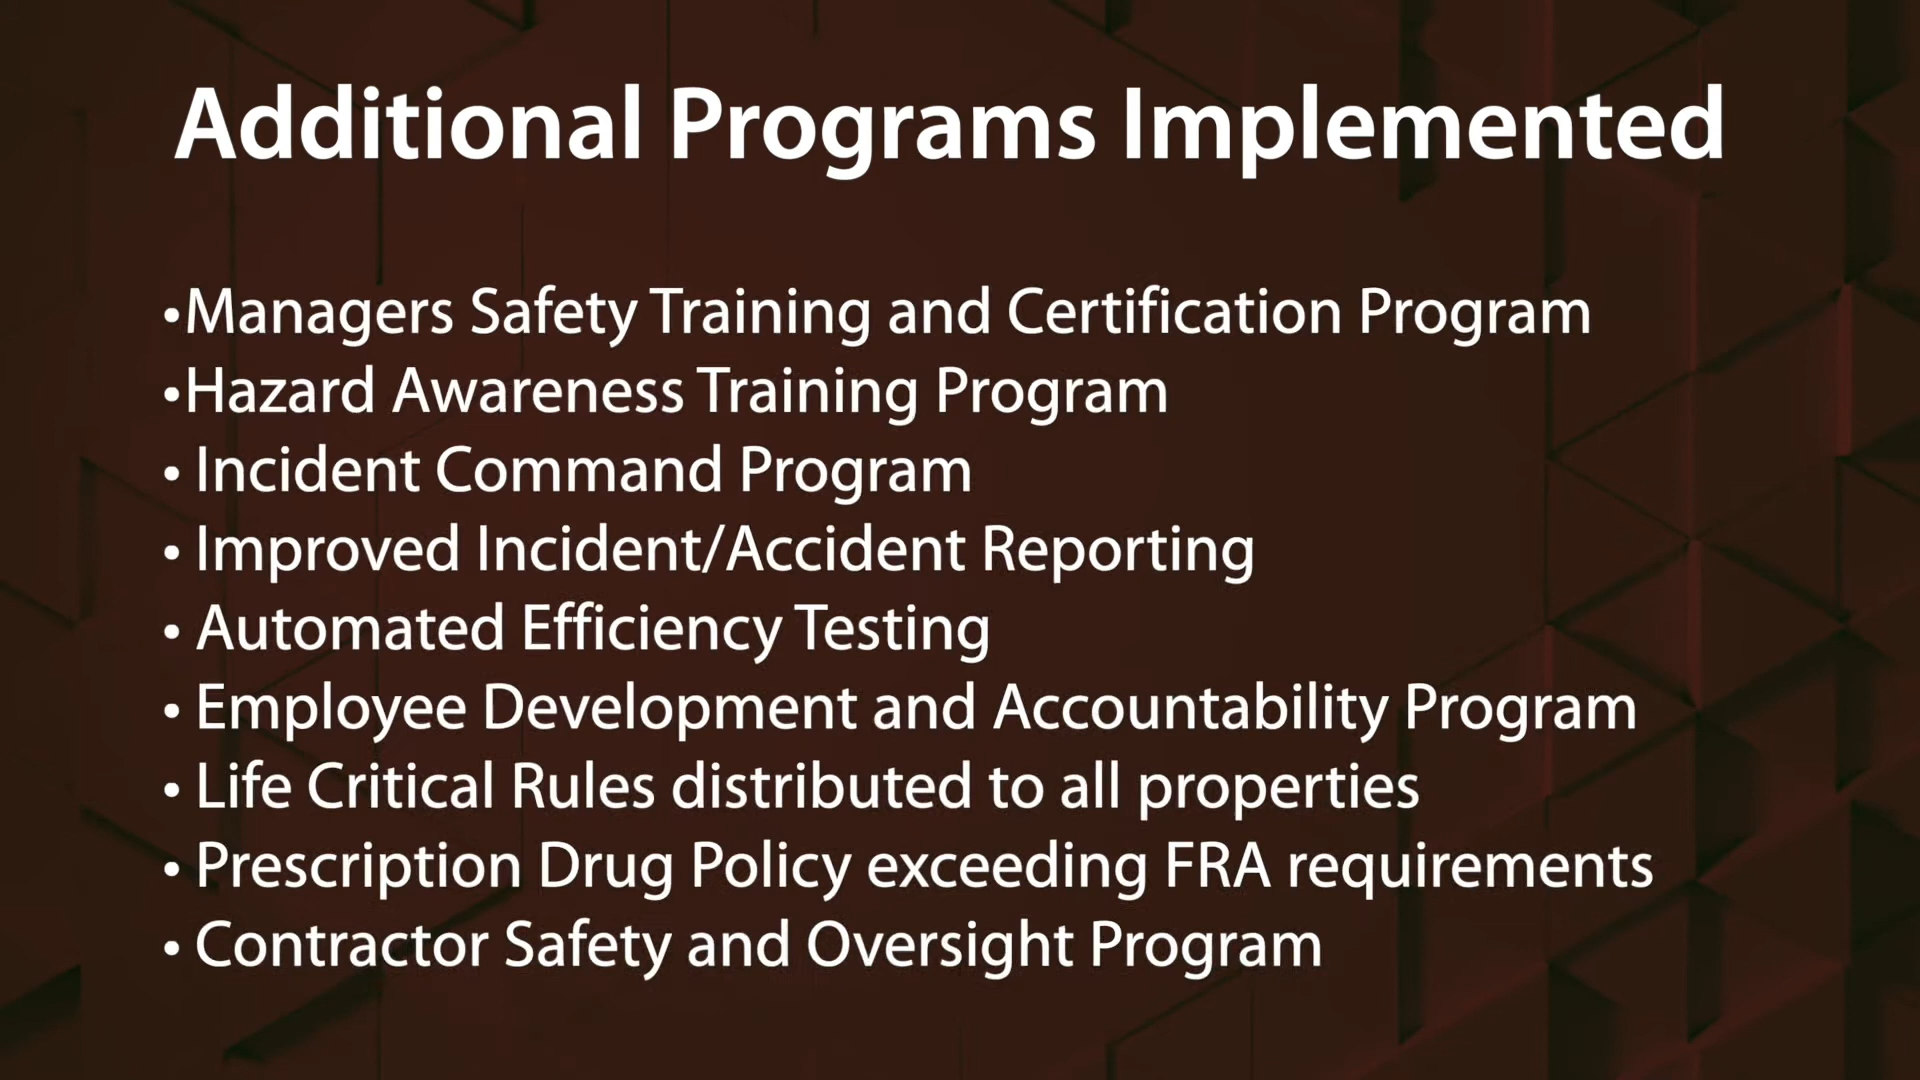 Additional Programs Implemented
•Managers Safety Training and Certification Program
•Hazard Awareness Training Program
• Incident Command Program
• Improved Incident/Accident Reporting
• Automated Efficiency Testing
• Employee Development and Accountability Program
• Life Critical Rules distributed to all properties
• Prescription Drug Policy exceeding FRA requirements
• Contractor Safety and Oversight Program